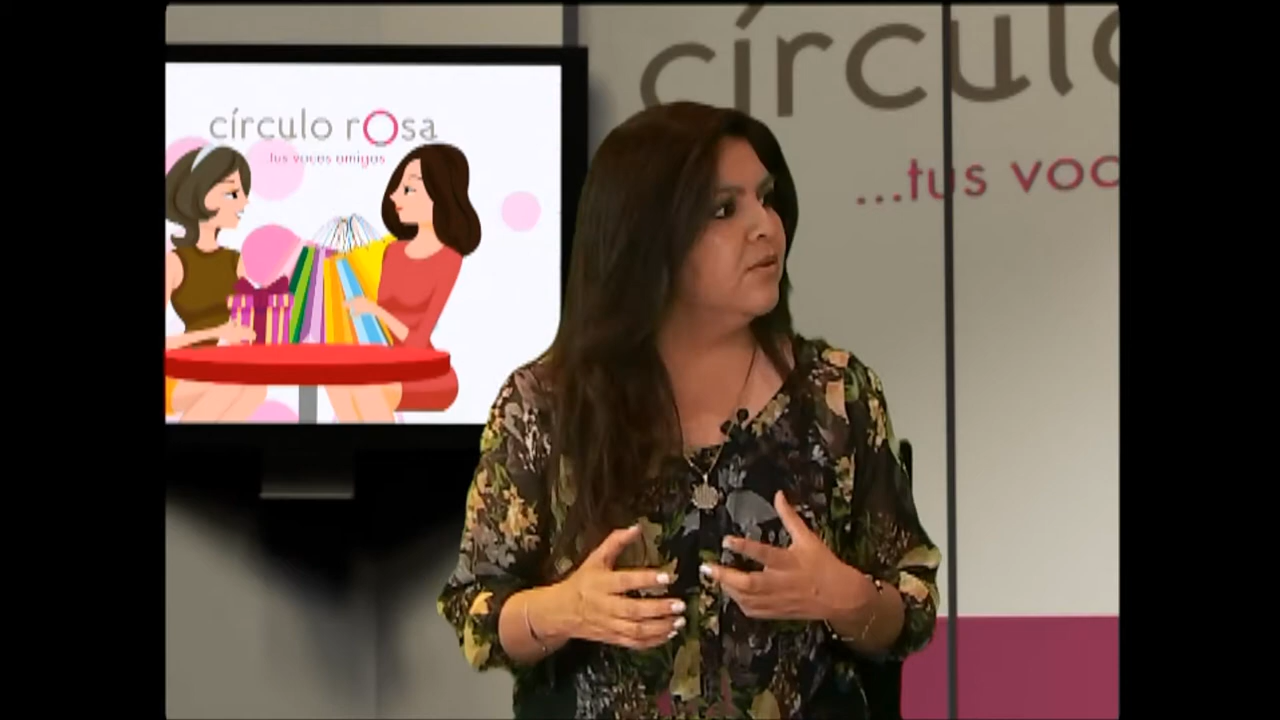 círculo rosa
...tus voces amigas
círculo
...tus voc